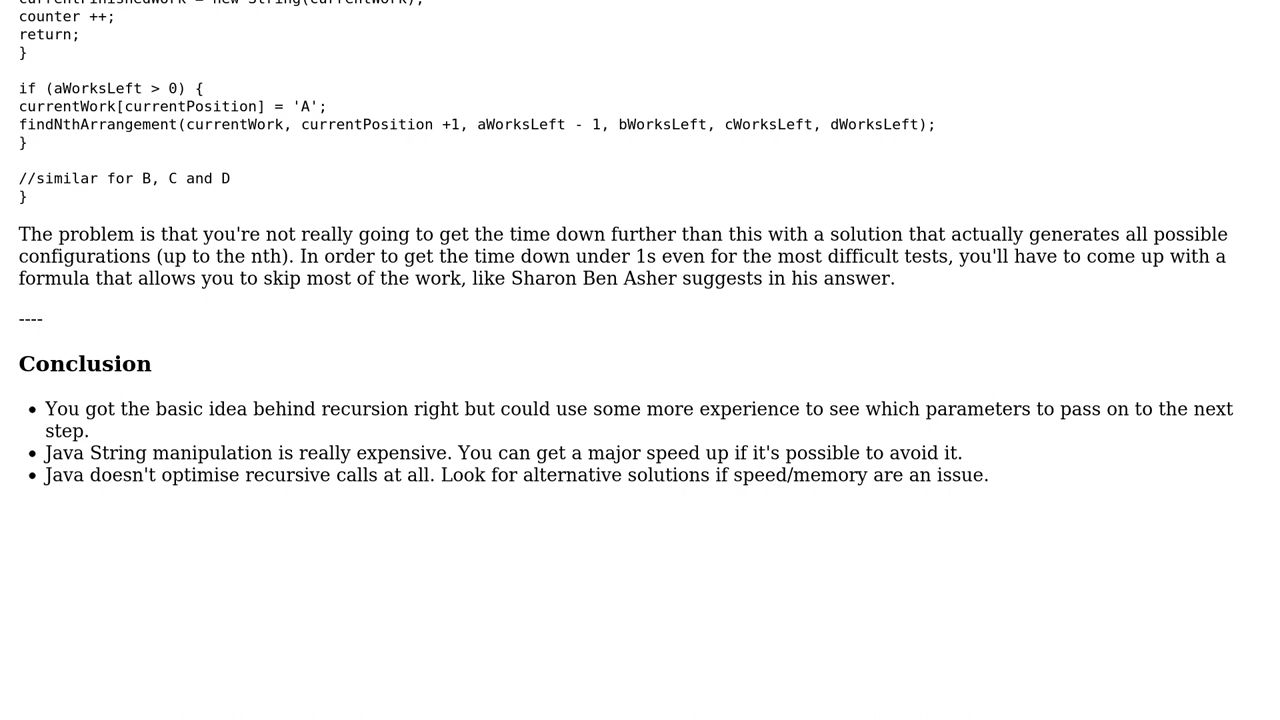 currentFinishedWork = new String(currentWork);
counter ++;
return;
}
if (aWorksLeft > 0) {
currentWork[currentPosition] = 'A';
findNthArrangement(currentWork, currentPosition +1, aWorksLeft - 1, bWorksLeft, cWorksLeft, dWorksLeft);
}
//similar for B, C and D
}
The problem is that you're not really going to get the time down further than this with a solution that actually generates all possible
configurations (up to the nth). In order to get the time down under 1s even for the most difficult tests, you'll have to come up with a
formula that allows you to skip most of the work, like Sharon Ben Asher suggests in his answer.
----
Conclusion
• You got the basic idea behind recursion right but could use some more experience to see which parameters to pass on to the next
step.
• Java String manipulation is really expensive. You can get a major speed up if it's possible to avoid it.
• Java doesn't optimise recursive calls at all. Look for alternative solutions if speed/memory are an issue.